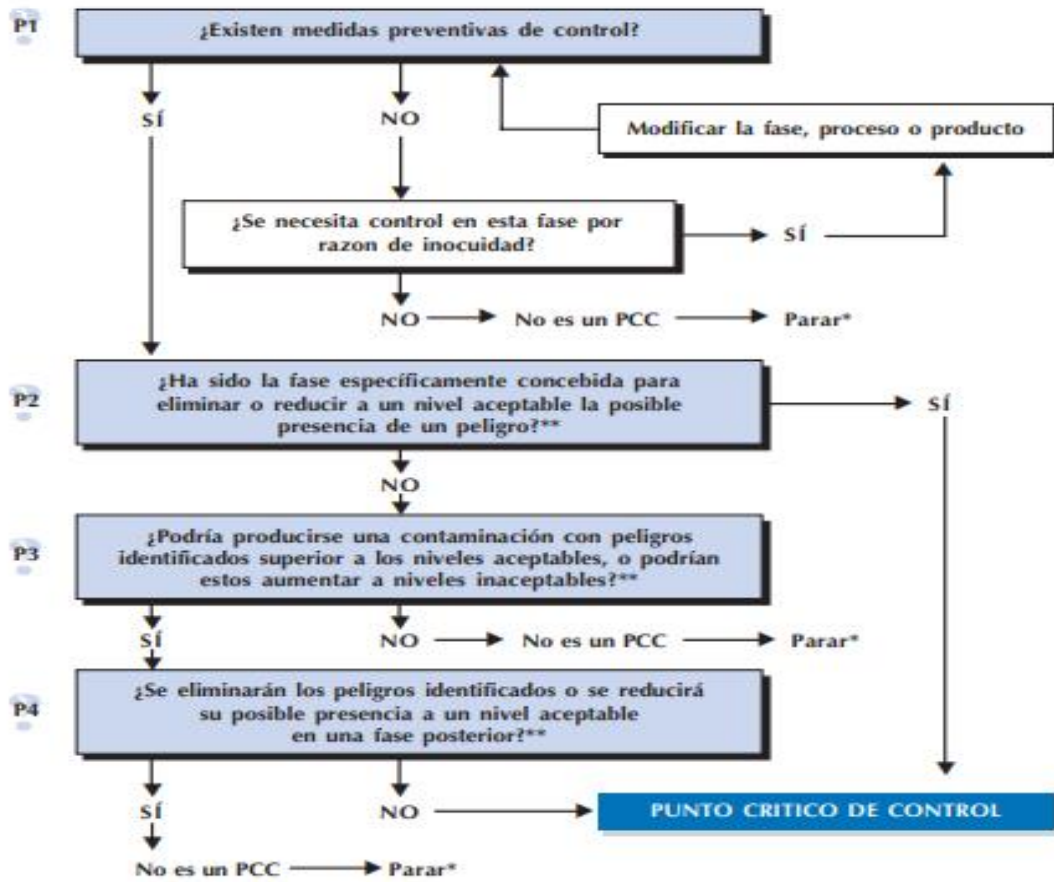 P1
¿Existen medidas preventivas de control?
SÍ
NO
Modificar la fase, proceso o producto
¿Se necesita control en esta fase por
razon de inocuidad?
SÍ
NO
No es un PCC
Parar*
P2
¿Ha sido la fase específicamente concebida para
eliminar o reducir a un nivel aceptable la posible
presencia de un peligro?**
SÍ
NO
P3
¿Podría producirse una contaminación con peligros
identificados superior a los niveles aceptables, o podrían
estos aumentar a niveles inaceptables?**
SÍ
NO
No es un PCC
Parar*
P4
¿Se eliminarán los peligros identificados o se reducirá
su posible presencia a un nivel aceptable
en una fase posterior?**
SÍ
NO
PUNTO CRITICO DE CONTROL
No es un PCC
Parar*